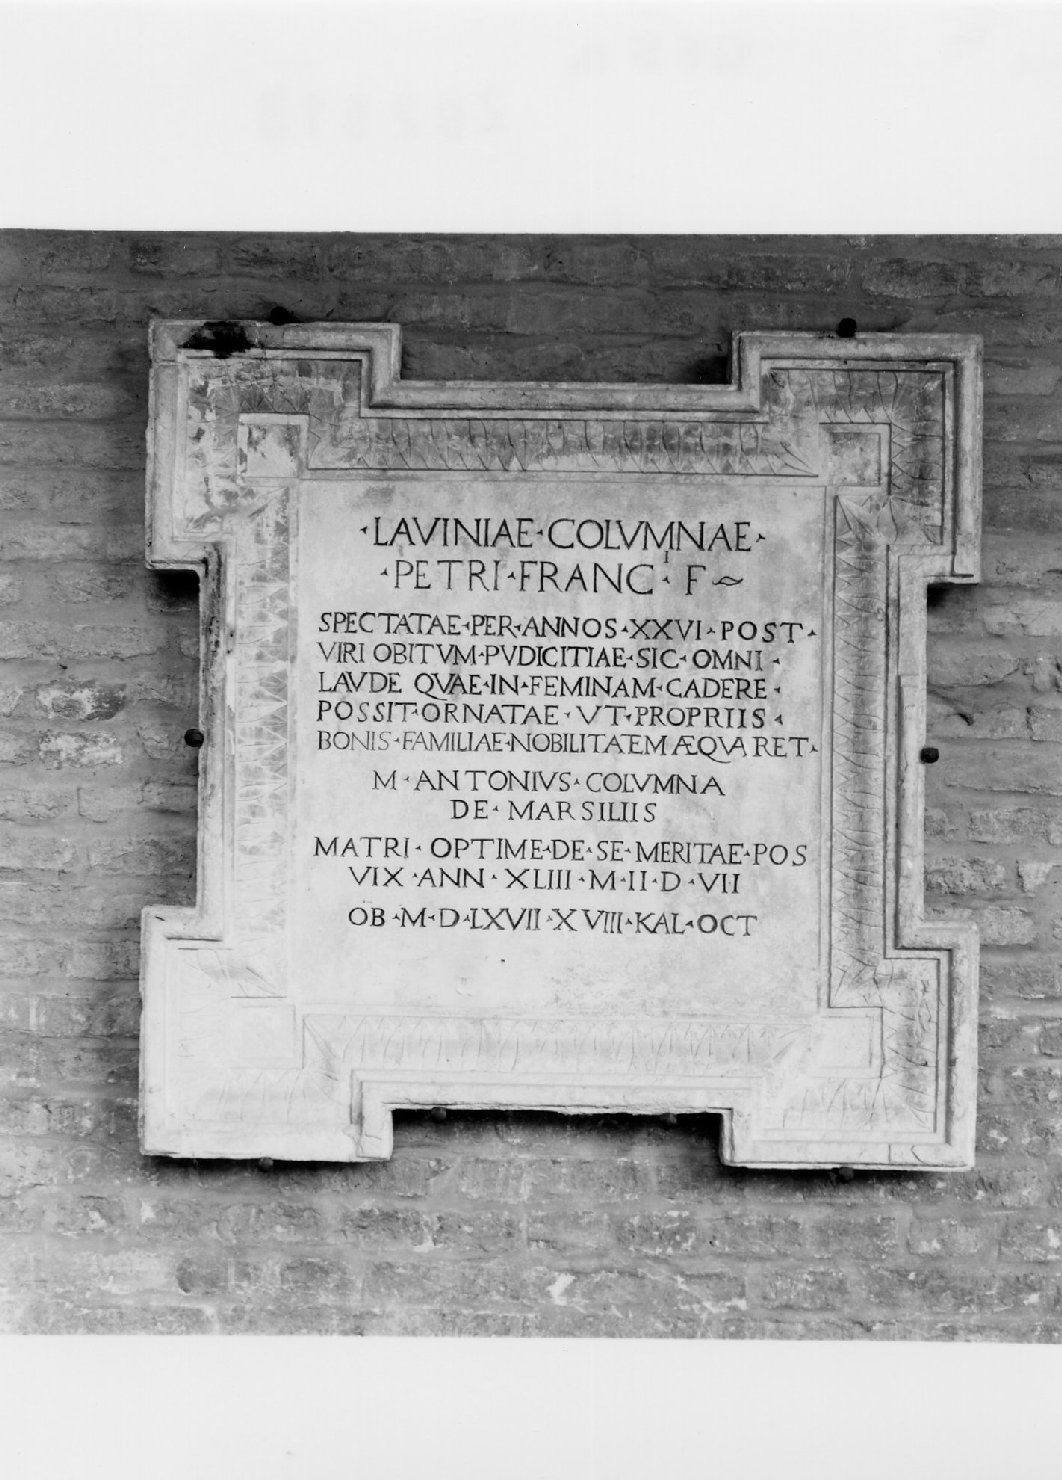 ·LAVINIAE·COLVMNAE·
·PETRI·FRANCⁱ·F~
SPECTATAE·PER·ANNOS·XXVI·POST·
VIRI OBITVM·PVDICITIAE·SIC·OMNI·
LAVDE QVAE·IN·FEMINAM·CADERE·
POSSIT·ORNATAE·VT·PROPRIIS·
BONIS·FAMILIAE·NOBILITATEM ÆQVARET·
M·ANTONIVS·COLVMNA
DE·MARSILIIS
MATRI·OPTIME·DE·SE·MERITAE·POS
VIX·ANN·XLIII·M·II·D·VII
OB·M·D·LXVII·XVIII·KAL·OCT